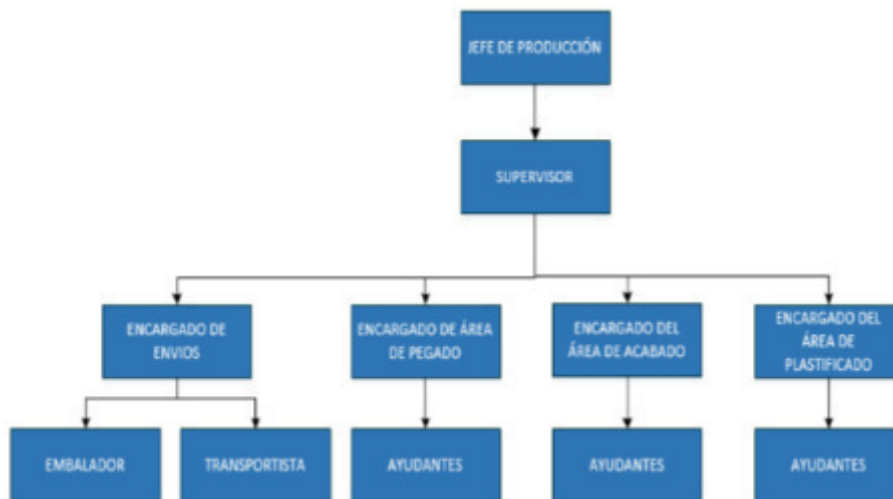 JEFE DE PRODUCCIÓN
SUPERVISOR
ENCARGADO DE
ENVIOS
ENCARGADO DE ÁREA
DE PEGADO
ENCARGADO DEL
ÁREA DE ACABADO
ENCARGADO DEL
ÁREA DE
PLASTIFICADO
EMBALADOR
TRANSPORTISTA
AYUDANTES
AYUDANTES
AYUDANTES